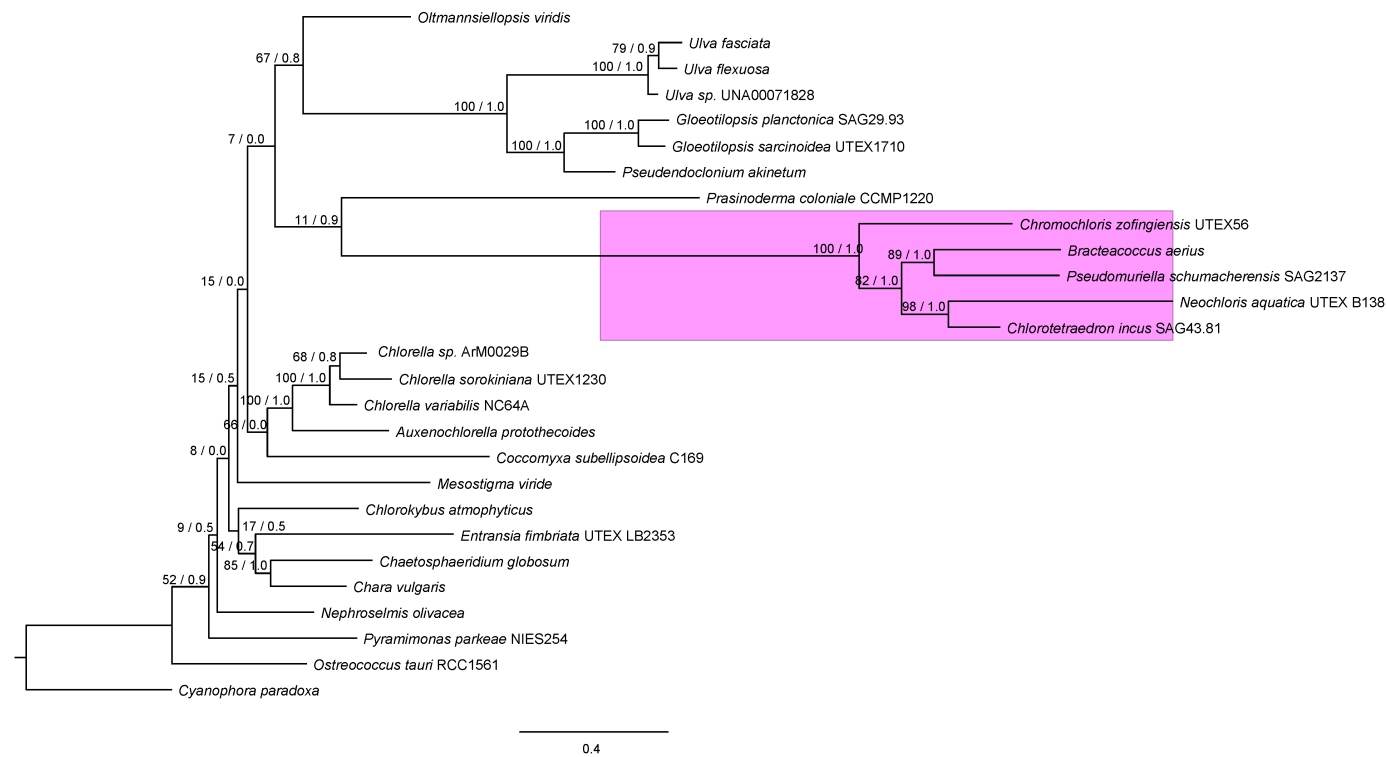 Oltmannsiellopsis viridis
67 / 0.8
Ulva fasciata
79 / 0.9
Ulva flexuosa
100 / 1.0
Ulva sp. UNA00071828
100 / 1.0
Gloeotilopsis planctonica SAG29.93
100 / 1.0
7 / 0.0
100 / 1.0
Gloeotilopsis sarcinoidea UTEX1710
Pseudendoclonium akinetum
Prasinoderma coloniale CCMP1220
11 / 0.9
Chromochloris zofingiensis UTEX56
100 / 1.0
Bracteacoccus aerius
89 / 1.0
Pseudomuriella schumacherensis SAG2137
15 / 0.0
82 / 1.0
Neochloris aquatica UTEX B138
98 / 1.0
Chlorotetraedron incus SAG43.81
Chlorella sp. ArM0029B
68 / 0.8
15 / 0.5
100 / 1.0
Chlorella sorokiniana UTEX1230
100 / 1.0
Chlorella variabilis NC64A
66 / 0.0
Auxenochlorella protothecoides
8 / 0.0
Coccomyxa subellipsoidea C169
Mesostigma viride
Chlorokybus atmophyticus
9 / 0.5
17 / 0.5
Entransia fimbriata UTEX LB2353
54 / 0.7
85 / 1.0
Chaetosphaeridium globosum
52 / 0.9
Chara vulgaris
Nephroselmis olivacea
Pyramimonas parkeae NIES254
Ostreococcus tauri RCC1561
Cyanophora paradoxa
0.4